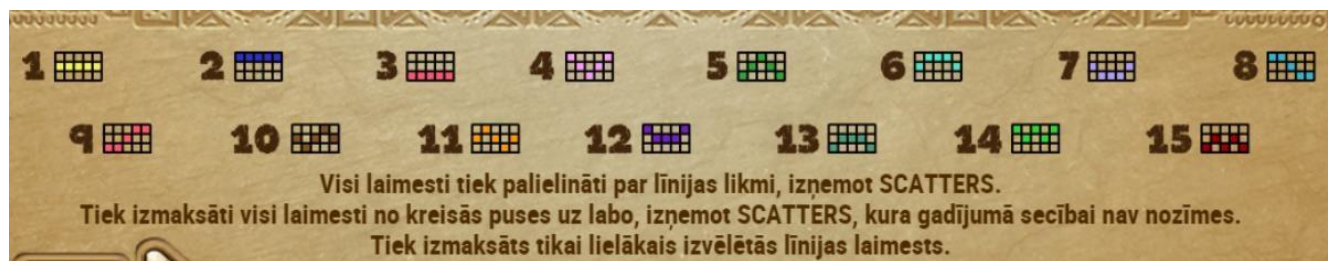 1 2 3 4 5 6 7 8
9 10 11 12 13 14 15
Visi laimesti tiek palielināti par līnijas likmi, izņemot SCATTERS.
Tiek izmaksāti visi laimesti no kreisās puses uz labo, izņemot SCATTERS, kura gadījumā secībai nav nozīmes.
Tiek izmaksāts tikai lielākais izvēlētās līnijas laimests.